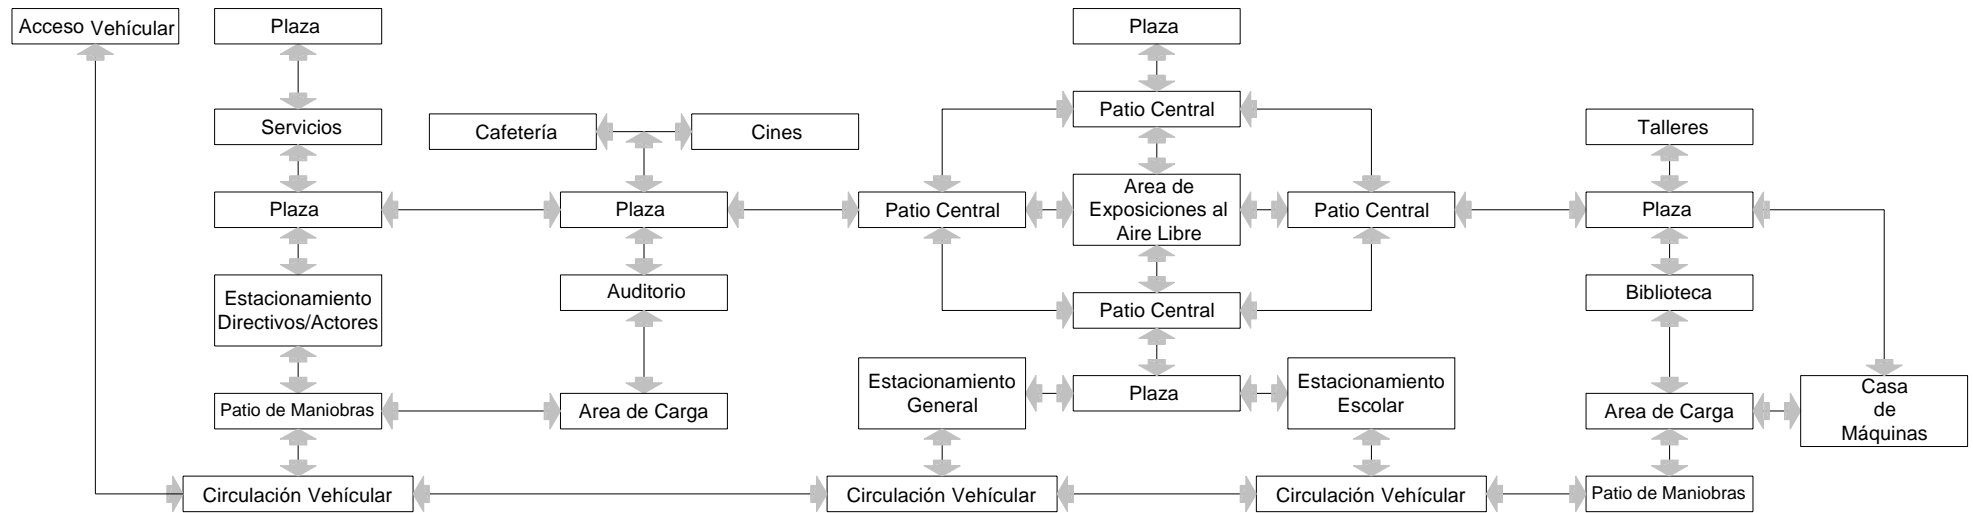 Acceso Vehícular
Plaza
Plaza
Servicios
Cafetería
Cines
Patio Central
Talleres
Plaza
Plaza
Patio Central
Area de
Exposiciones al
Aire Libre
Patio Central
Plaza
Estacionamiento
Directivos/Actores
Auditorio
Patio Central
Biblioteca
Patio de Maniobras
Area de Carga
Estacionamiento
General
Plaza
Estacionamiento
Escolar
Area de Carga
Casa
de
Máquinas
Circulación Vehícular
Circulación Vehícular
Circulación Vehícular
Patio de Maniobras